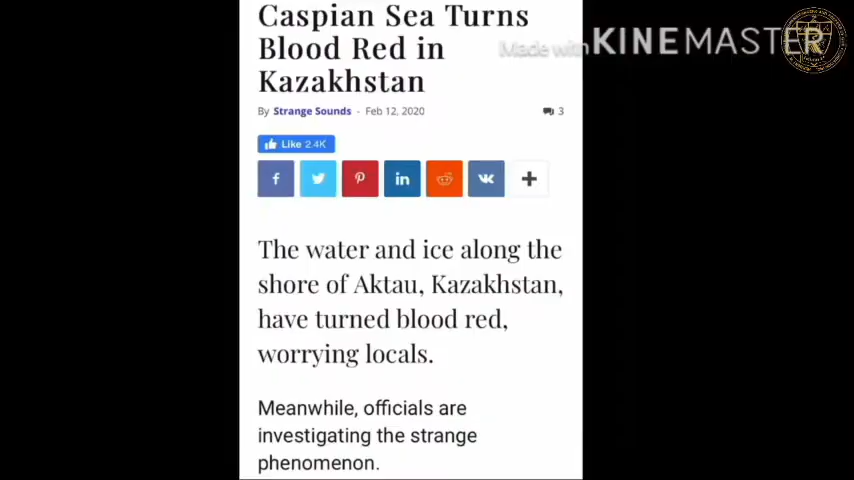 Caspian Sea Turns
Blood Red in
Kazakhstan
Made with KINEMASTER
By Strange Sounds - Feb 12, 2020 3
Like 2.4K
The water and ice along the
shore of Aktau, Kazakhstan,
have turned blood red,
worrying locals.
Meanwhile, officials are
investigating the strange
phenomenon.